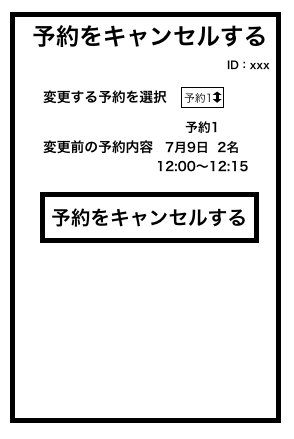 予約をキャンセルする
ID：xxx
変更する予約を選択 予約1
予約1
変更前の予約内容 7月9日 2名
12:00〜12:15
予約をキャンセルする